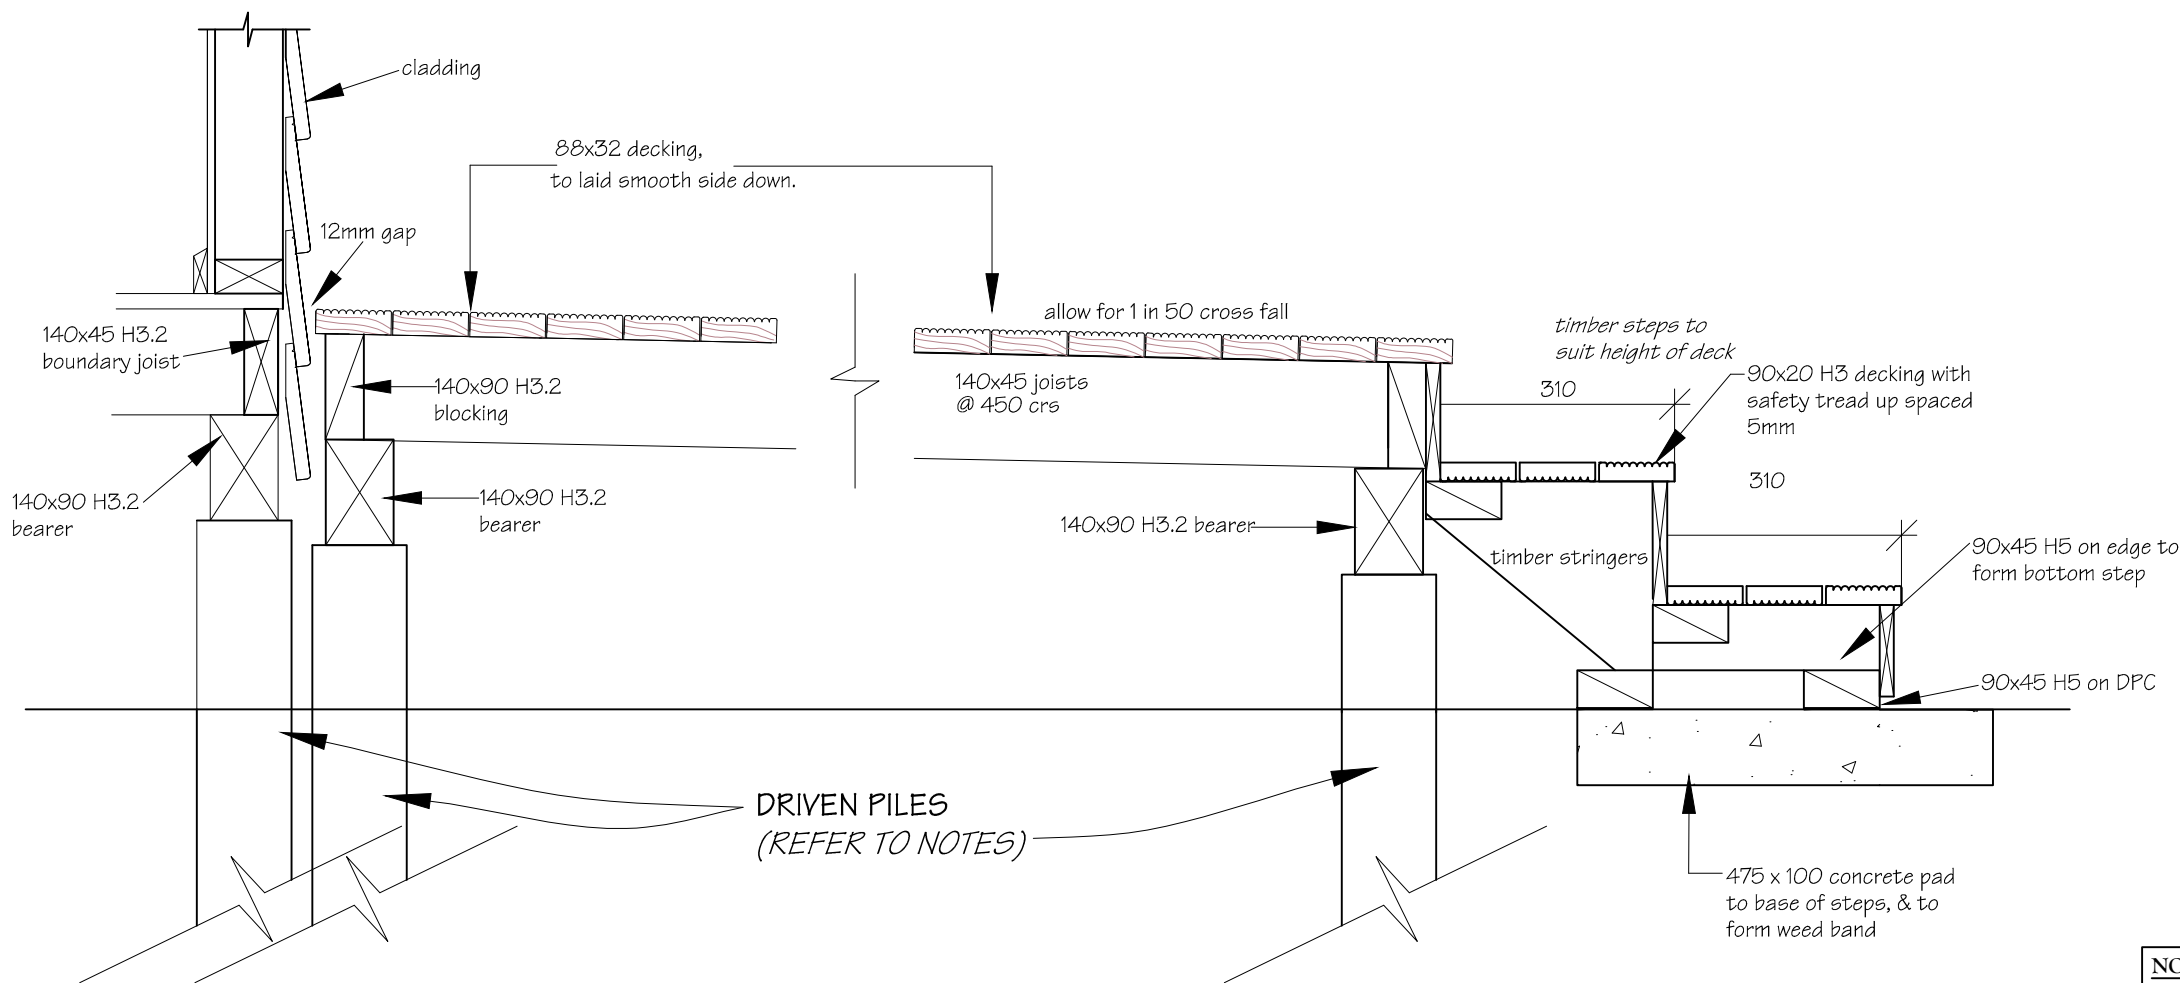 cladding
88x32 decking,
to laid smooth side down.
12mm gap
allow for 1 in 50 cross fall
140x45 H3.2
boundary joist
140x90 H3.2
blocking
140x45 joists
@ 450 crs
timber steps to
suit height of deck
310
90x20 H3 decking with
safety tread up spaced
5mm
310
140x90 H3.2
bearer
140x90 H3.2
bearer
140x90 H3.2 bearer
timber stringers
90x45 H5 on edge to
form bottom step
90x45 H5 on DPC
DRIVEN PILES
(REFER TO NOTES)
475 x 100 concrete pad
to base of steps, & to
form weed band